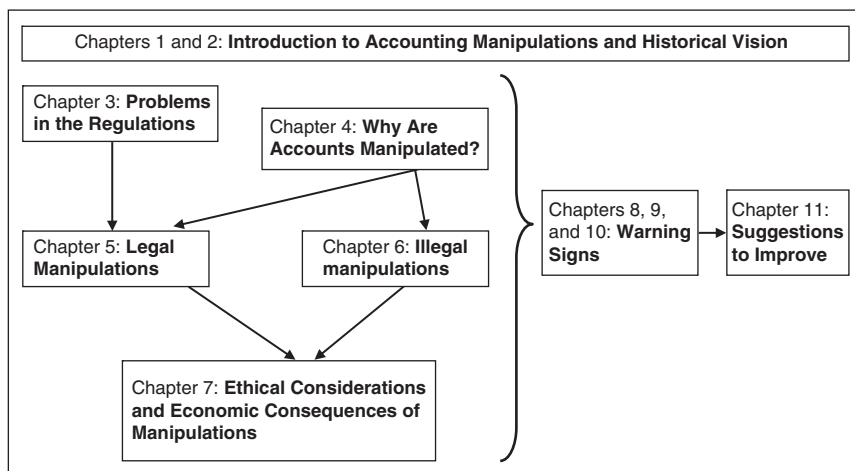 Chapters 1 and 2: Introduction to Accounting Manipulations and Historical Vision
Chapter 3: Problems
in the Regulations
Chapter 4: Why Are
Accounts Manipulated?
Chapter 5: Legal
Manipulations
Chapter 6: Illegal
manipulations
Chapter 7: Ethical Considerations
and Economic Consequences of
Manipulations
Chapters 8, 9,
and 10: Warning
Signs
Chapter 11:
Suggestions
to Improve